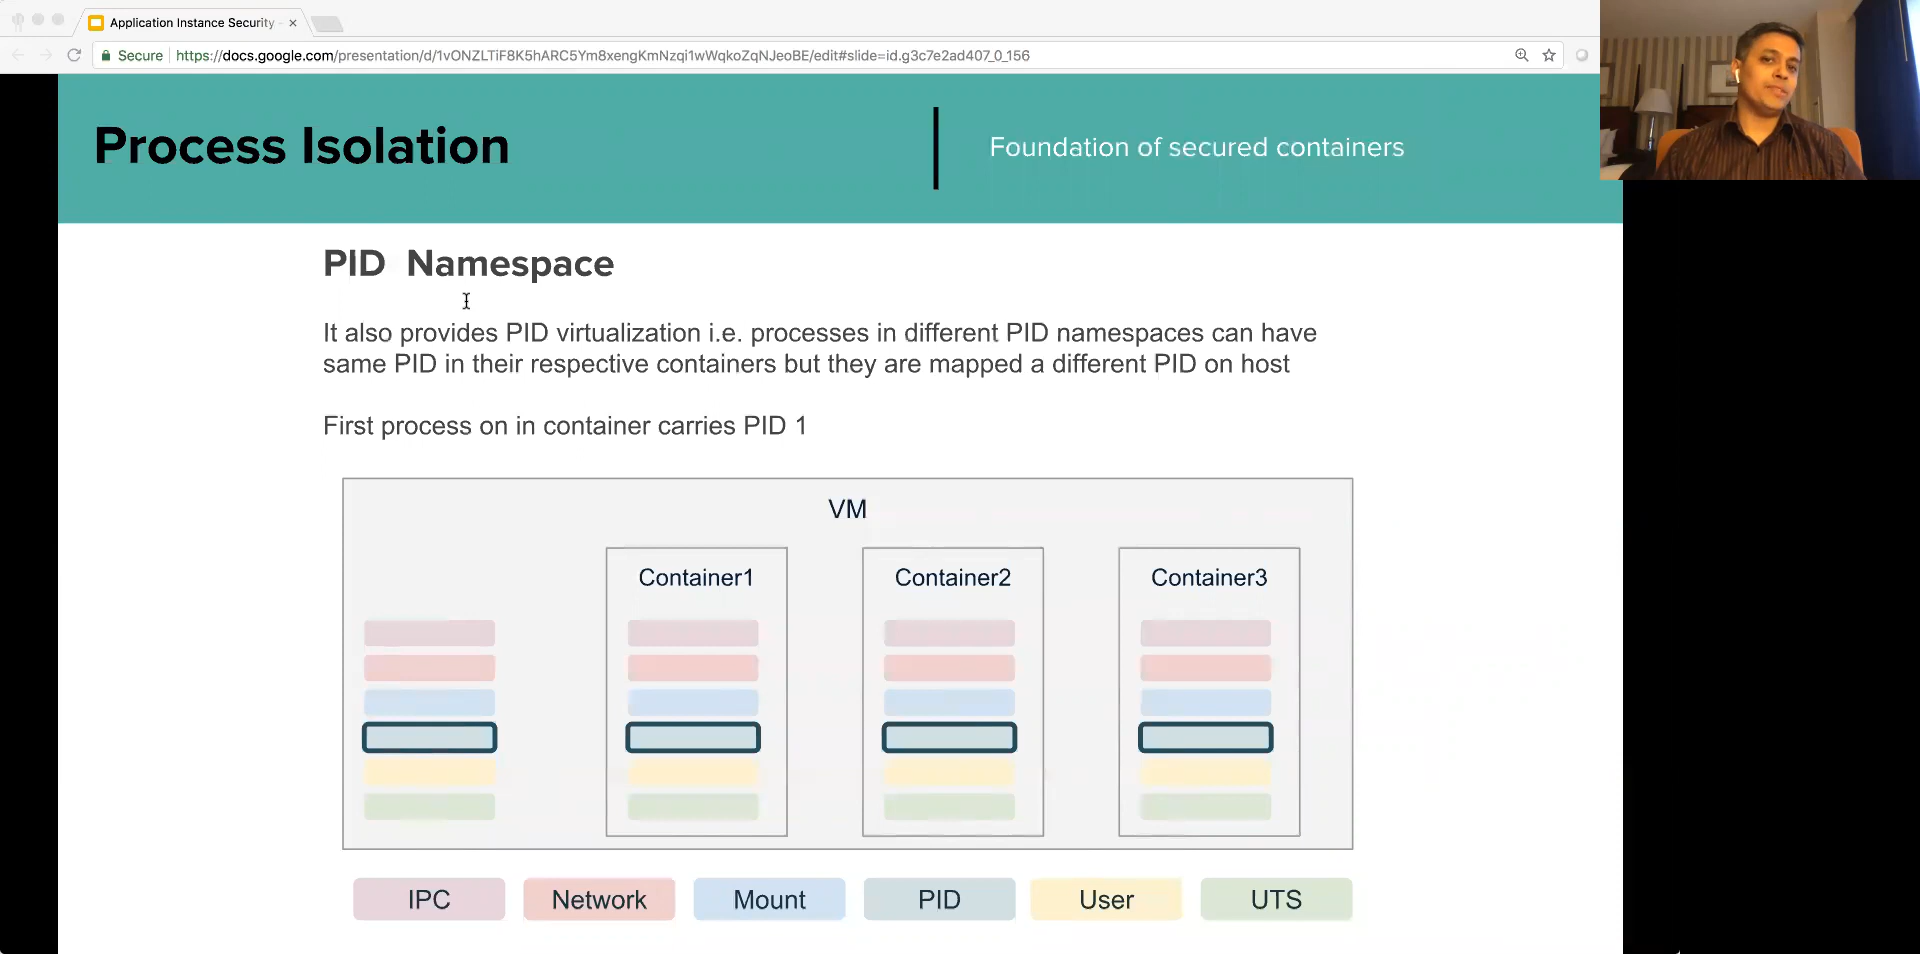 Application Instance Security -
Secure
https://docs.google.com/presentation/d/1vONZLTiF8K5hARC5Ym8xengKmNzqi1wWqkoZqNJeoBE/edit#slide=id.g3c7e2ad407_0_156
Process Isolation
Foundation of secured containers
PID Namespace
It also provides PID virtualization i.e. processes in different PID namespaces can have
same PID in their respective containers but they are mapped a different PID on host
First process on in container carries PID 1
VM
Container1
Container2
Container3
IPC
Network
Mount
PID
User
UTS